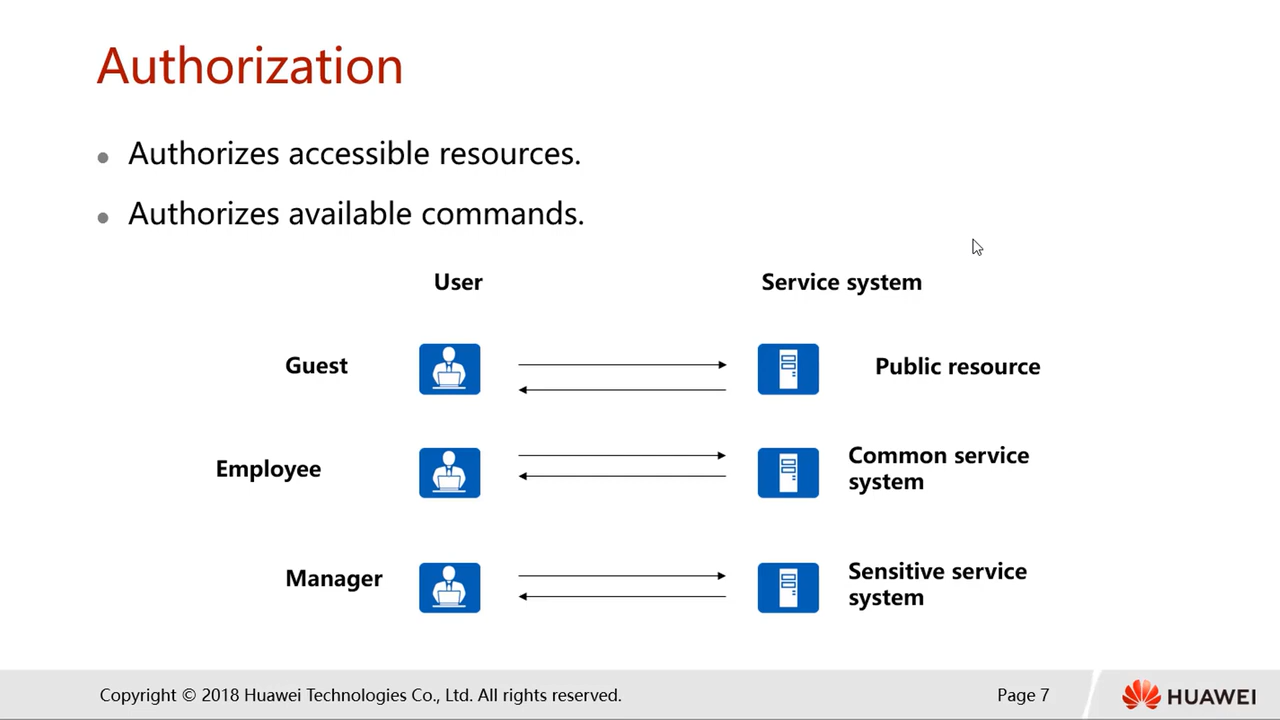 Authorization
Authorizes accessible resources.
Authorizes available commands.
User
Service system
Guest
Public resource
Employee
Common service
system
Manager
Sensitive service
system
Copyright © 2018 Huawei Technologies Co., Ltd. All rights reserved.
Page 7
HUAWEI